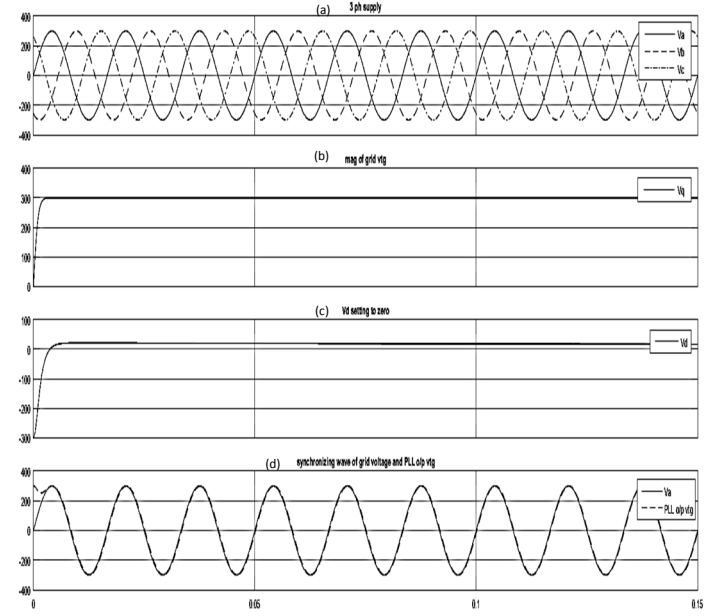 (a) 3 ph supply
400
200
0
-200
-400
Va
Vb
Vc
(b) mag of grid vtg
400
300
200
100
0
Vq
(c) Vd setting to zero
100
0
-100
-200
-300
Vd
(d) synchronizing wave of grid voltage and PLL o/p vtg
400
200
0
-200
-400
Va
PLL o/p vtg
0 0.05 0.1 0.15